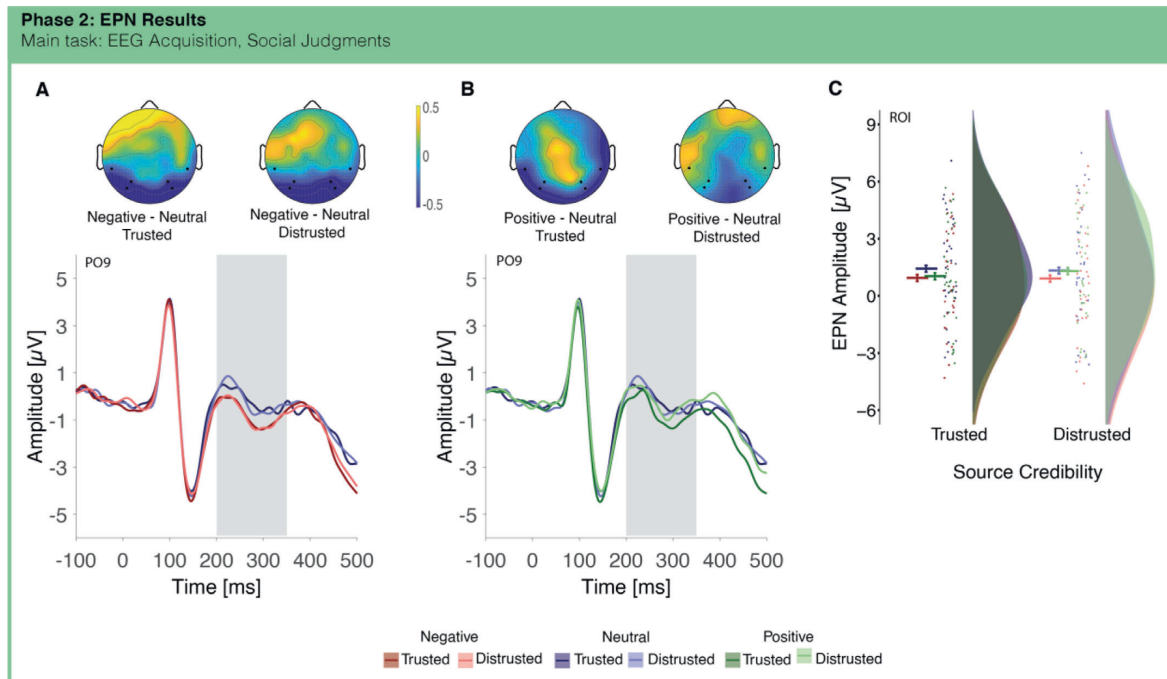 Phase 2: EPN Results
Main task: EEG Acquisition, Social Judgments
A
0.5
0
-0.5
Negative - Neutral
Trusted
Negative - Neutral
Distrusted
PO9
5
3
1
-1
-3
-5
Amplitude [µV]
-100 0 100 200 300 400 500
Time [ms]
B
Positive - Neutral
Trusted
Positive - Neutral
Distrusted
PO9
5
3
1
-1
-3
-5
Amplitude [µV]
-100 0 100 200 300 400 500
Time [ms]
C
ROI
9
6
3
0
−3
−6
EPN Amplitude [µV]
Trusted Distrusted
Source Credibility
Negative Neutral Positive
Trusted Distrusted Trusted Distrusted Trusted Distrusted